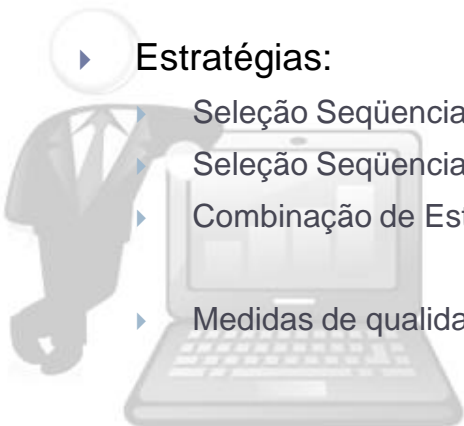 Estratégias:
Seleção Seqüencia
Seleção Seqüencia
Combinação de Est
Medidas de qualida